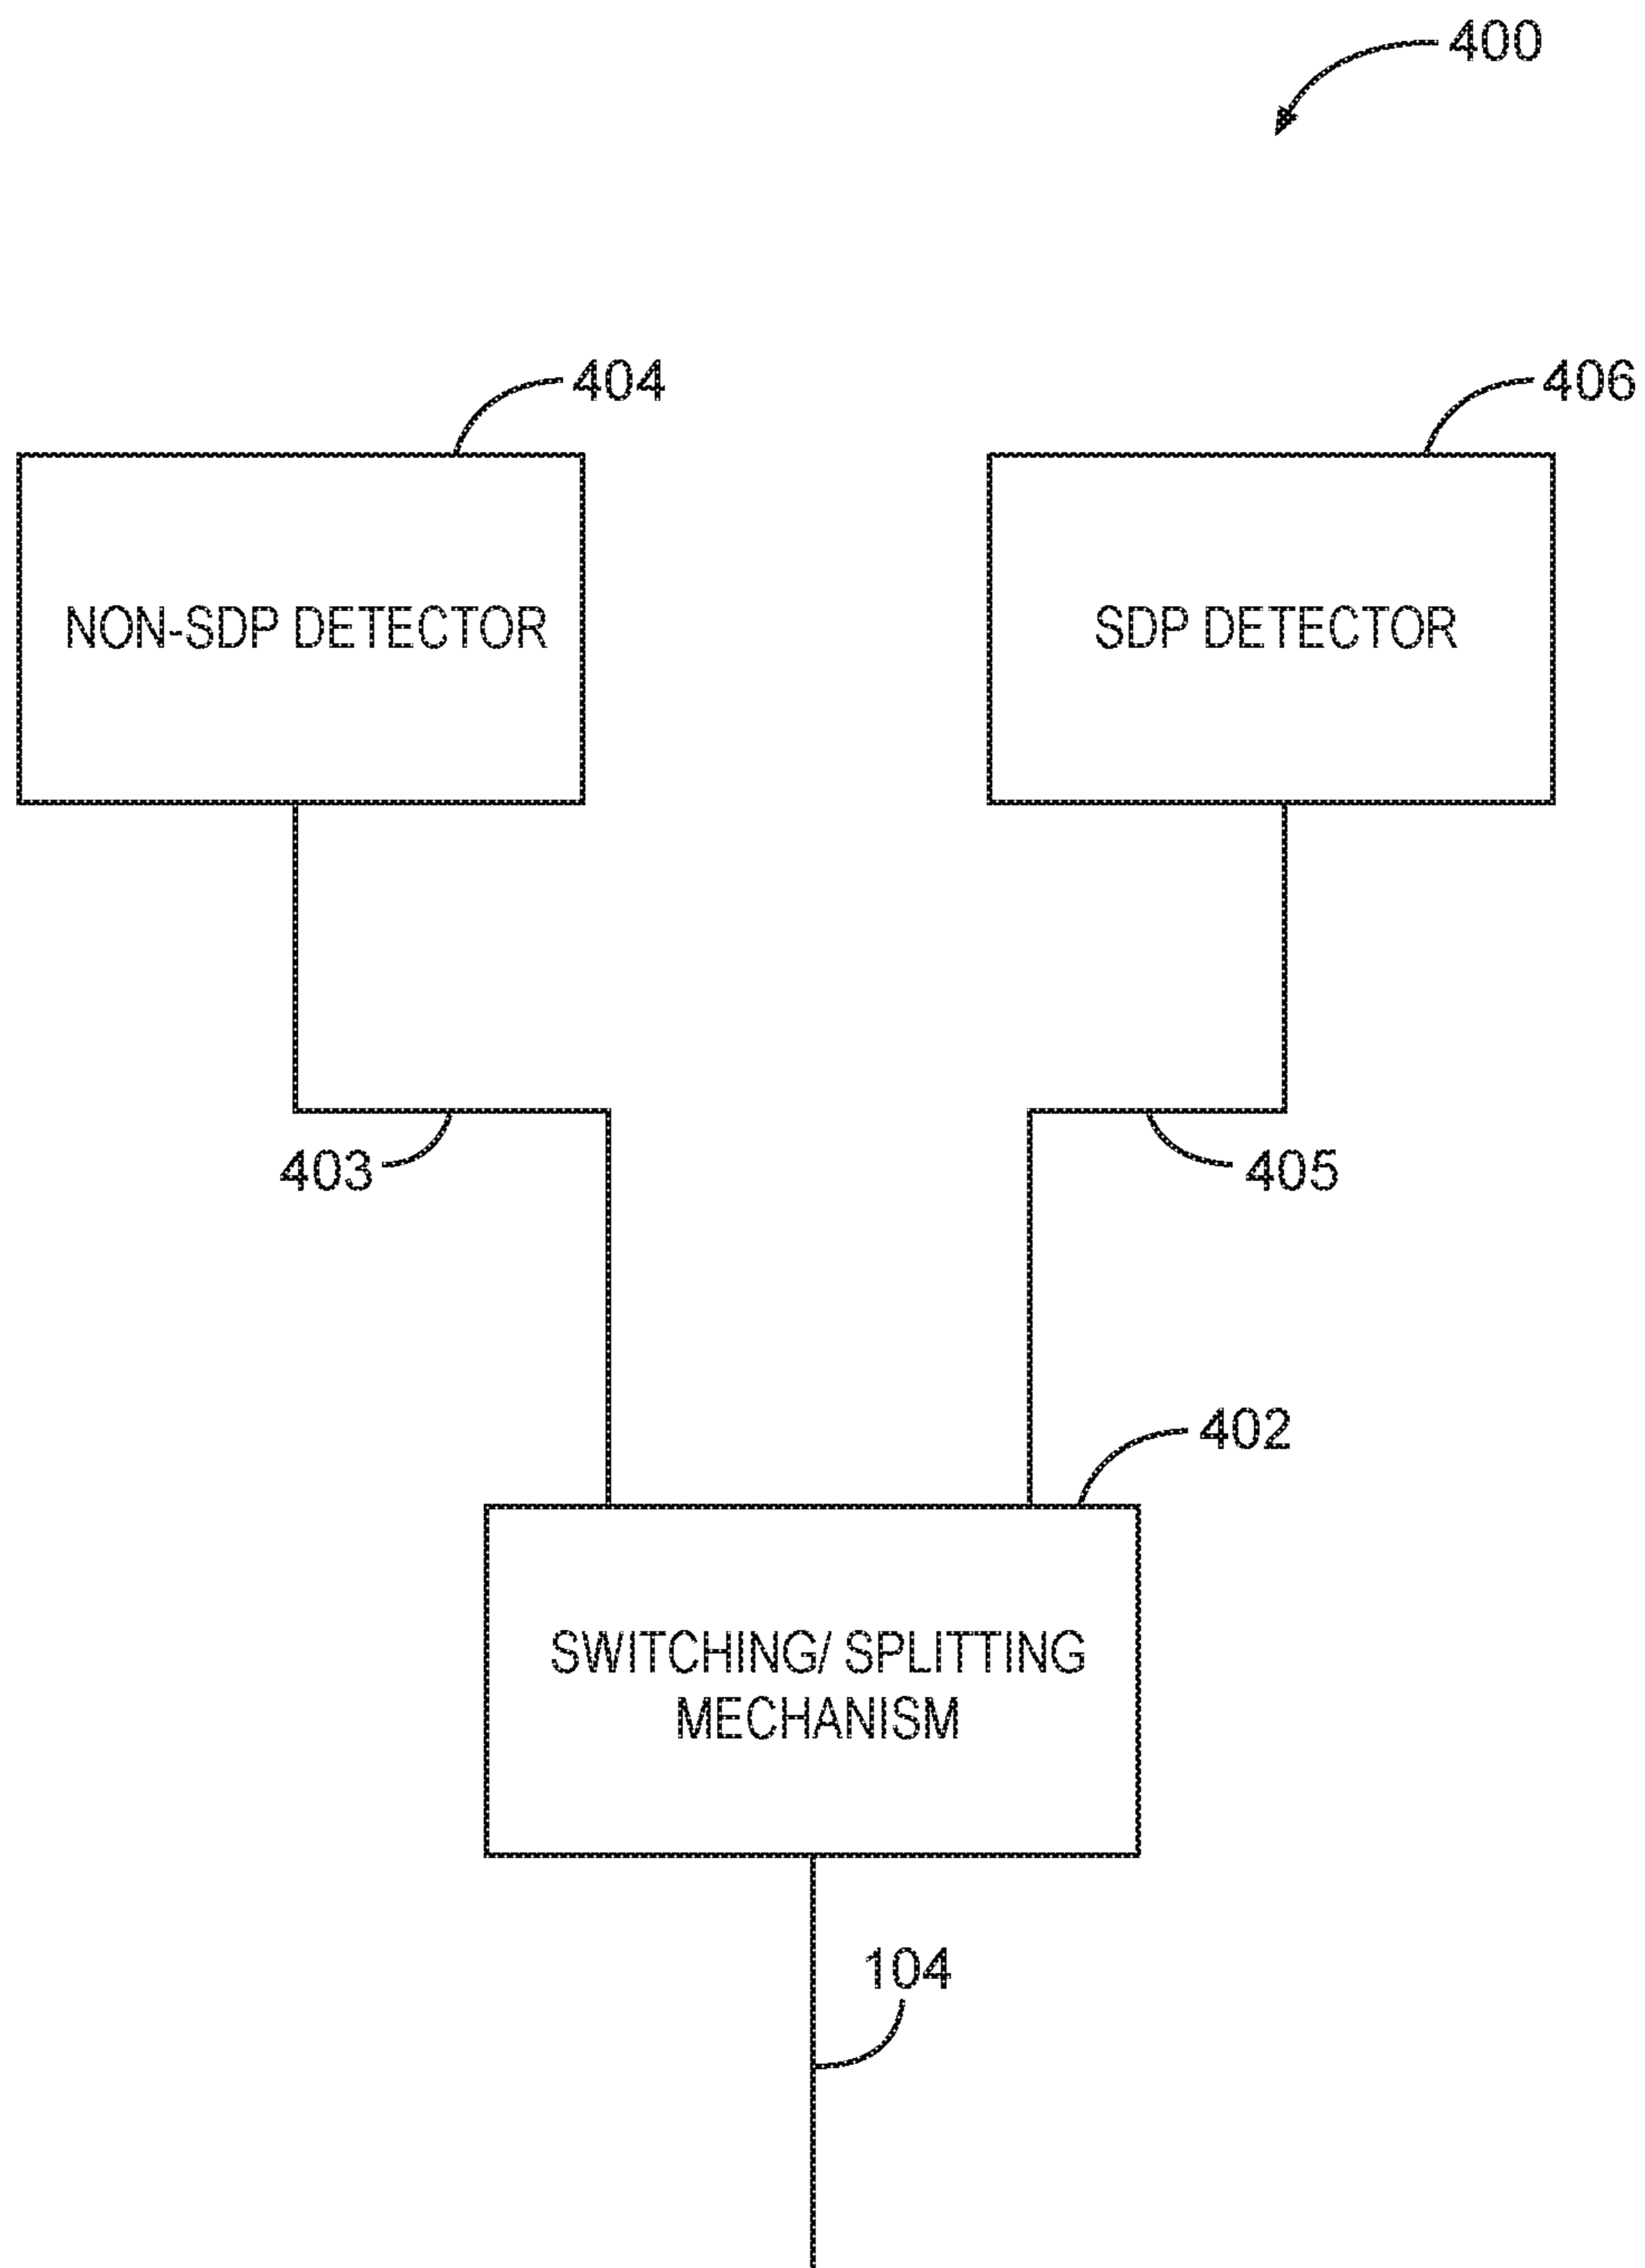 400
404
406
NON-SDP DETECTOR
SDP DETECTOR
403
405
402
SWITCHING/ SPLITTING
MECHANISM
104